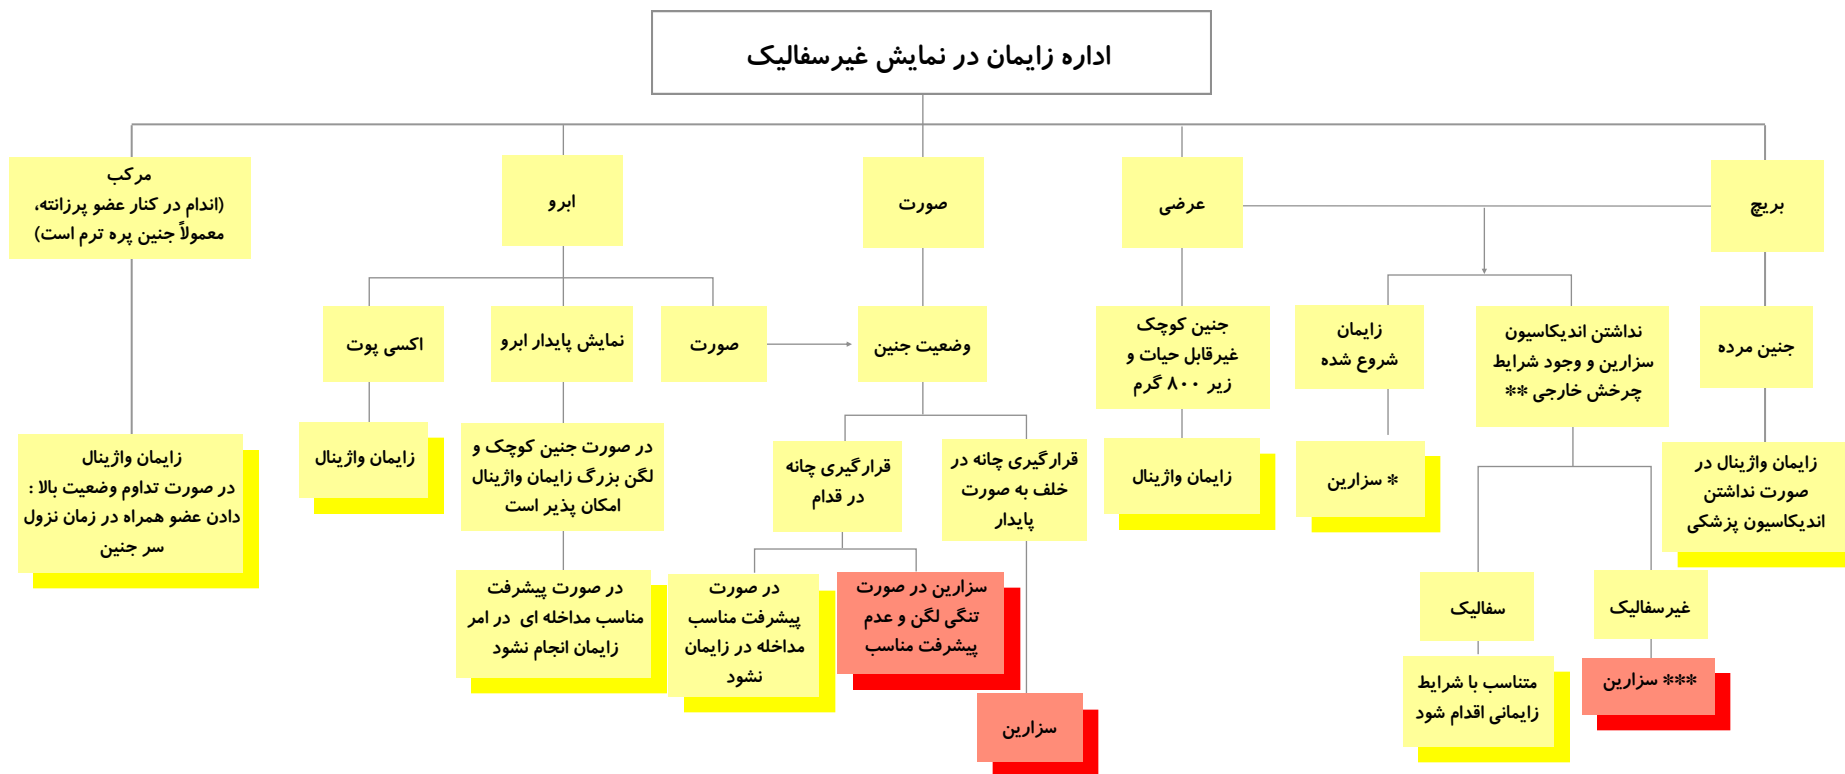 اداره زایمان در نمایش غیرسفالیک
بریچ
عرضی
صورت
ابرو
مرکب
(اندام در کنار عضو پرزانته،
معمولاً جنین پره ترم است)
جنین مرده
نداشتن اندیکاسیون
سزارین و وجود شرایط
چرخش خارجی **
زایمان
شروع شده
جنین کوچک
غیرقابل حیات و
زیر ۸۰۰ گرم
وضعیت جنین
صورت
نمایش پایدار ابرو
اکسی پوت
زایمان واژینال در
صورت نداشتن
اندیکاسیون پزشکی
* سزارین
زایمان واژینال
قرارگیری چانه در
خلف به صورت
پایدار
قرارگیری چانه
در قدام
در صورت جنین کوچک و
لگن بزرگ زایمان واژینال
امکان پذیر است
زایمان واژینال
زایمان واژینال
در صورت تداوم وضعیت بالا :
دادن عضو همراه در زمان نزول
سر جنین
غیرسفالیک
سفالیک
سزارین در صورت
تنگی لگن و عدم
پیشرفت مناسب
در صورت
پیشرفت مناسب
مداخله در زایمان
نشود
در صورت پیشرفت
مناسب مداخله ای در امر
زایمان انجام نشود
*** سزارین
متناسب با شرایط
زایمانی اقدام شود
سزارین